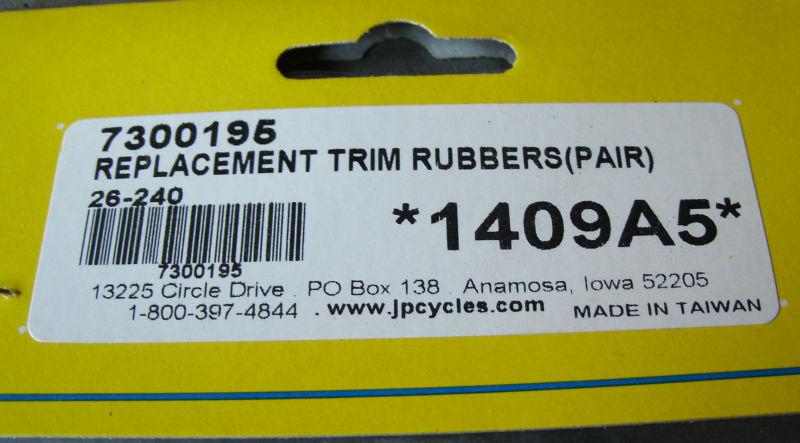 7300195
REPLACEMENT TRIM RUBBERS(PAIR)
26-240
*1409A5*
7300195
13225 Circle Drive . PO Box 138 . Anamosa, Iowa 52205
1-800-397-4844 . www.jpcycles.com MADE IN TAIWAN